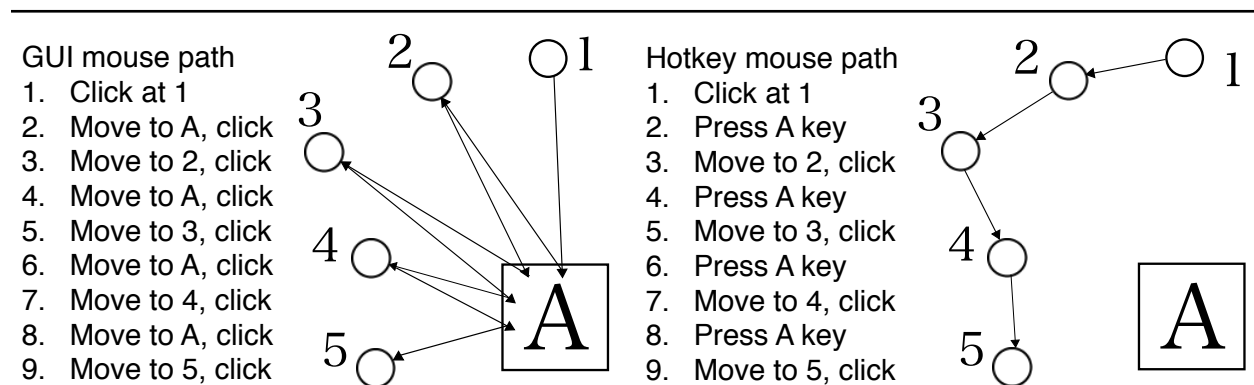 GUI mouse path
1. Click at 1
2. Move to A, click
3. Move to 2, click
4. Move to A, click
5. Move to 3, click
6. Move to A, click
7. Move to 4, click
8. Move to A, click
9. Move to 5, click
1
2
3
4
5
A
Hotkey mouse path
1. Click at 1
2. Press A key
3. Move to 2, click
4. Press A key
5. Move to 3, click
6. Press A key
7. Move to 4, click
8. Press A key
9. Move to 5, click
1
2
3
4
5
A